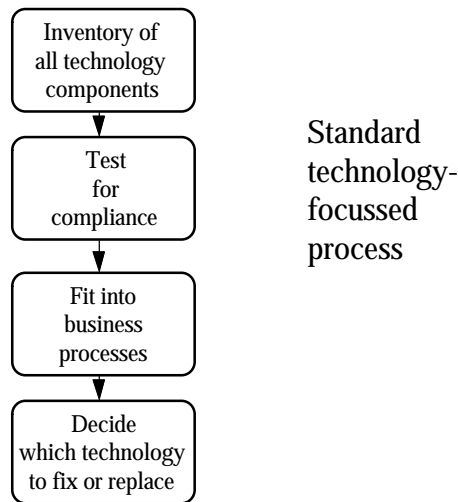 Inventory of
all technology
components
Test
for
compliance
Fit into
business
processes
Decide
which technology
to fix or replace
Standard
technology-
focussed
process